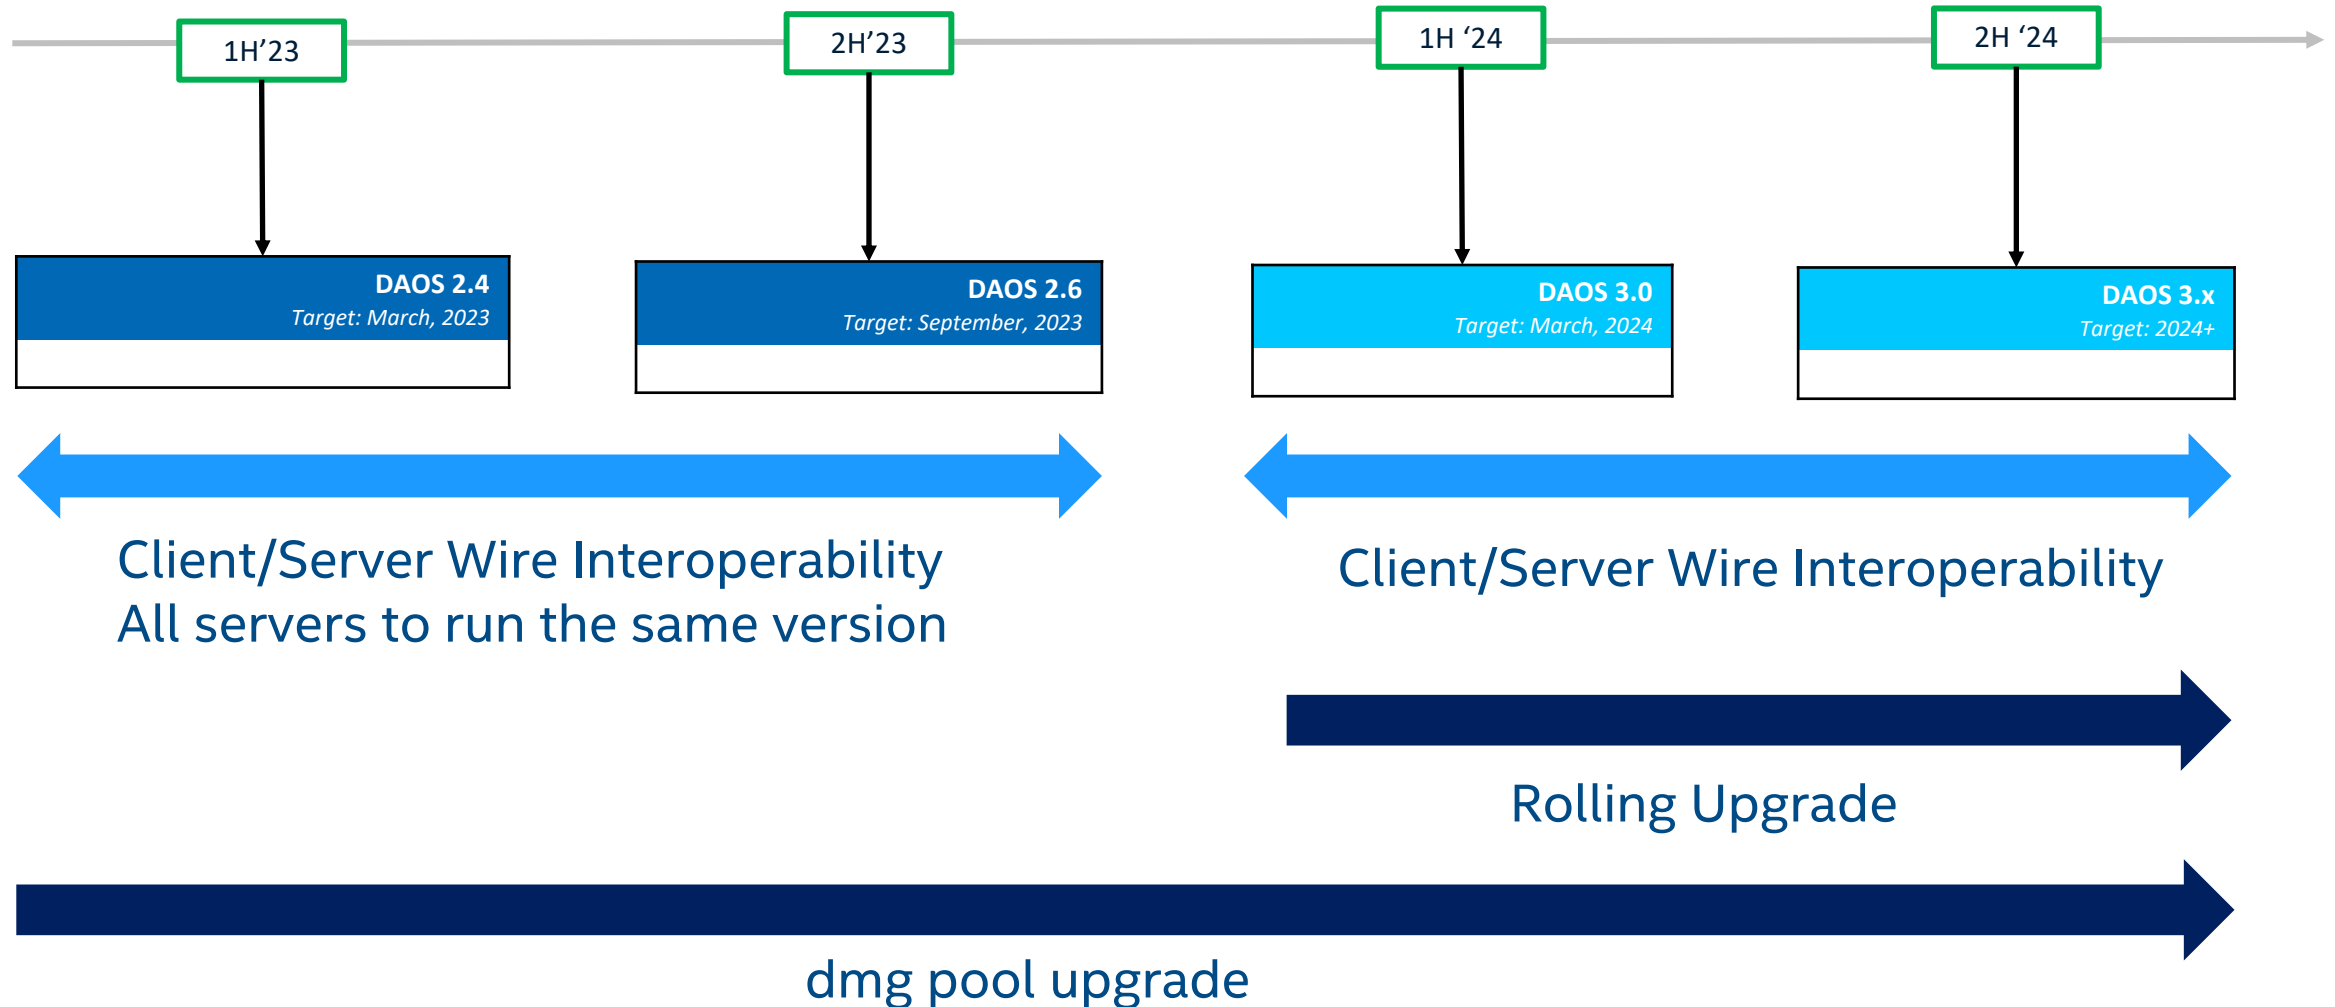 1H’23
2H’23
1H ‘24
2H ‘24
DAOS 2.4
Target: March, 2023
DAOS 2.6
Target: September, 2023
DAOS 3.0
Target: March, 2024
DAOS 3.x
Target: 2024+
Client/Server Wire Interoperability
All servers to run the same version
Client/Server Wire Interoperability
Rolling Upgrade
dmg pool upgrade